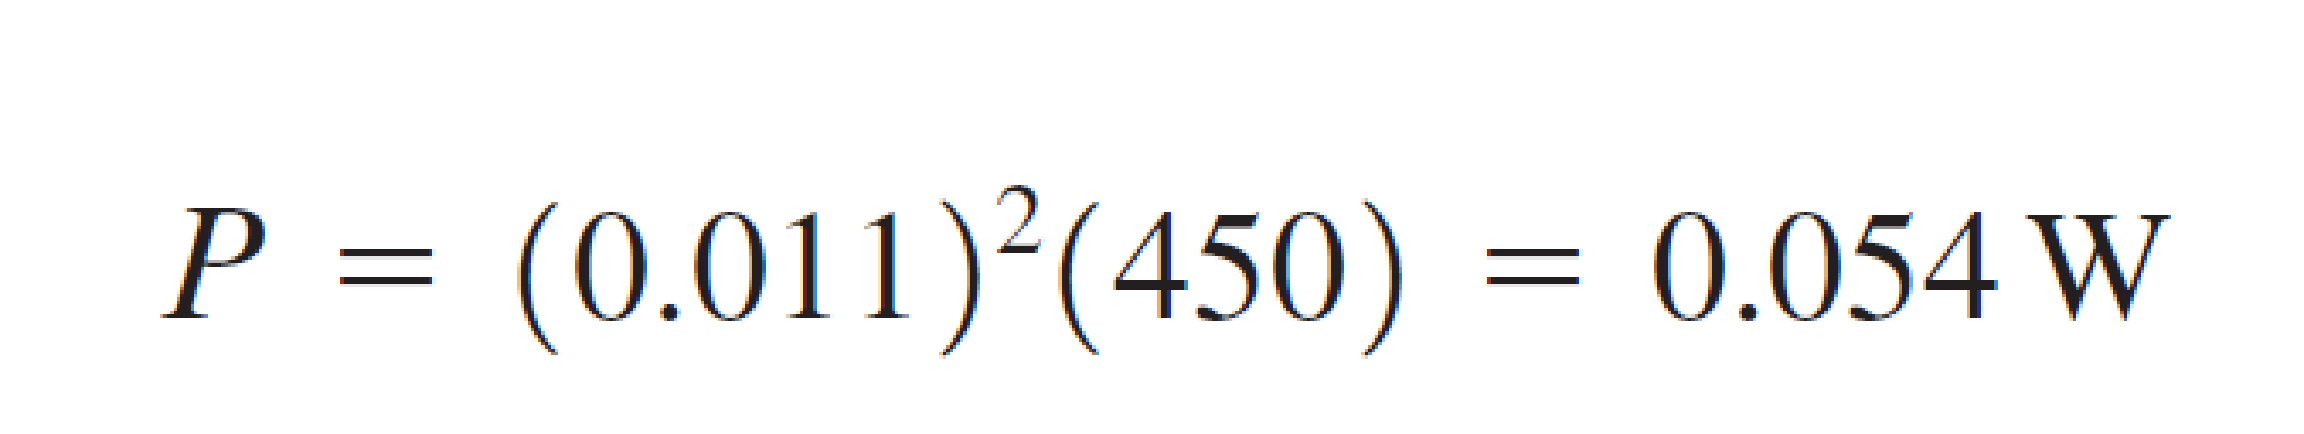 P = (0.011)²(450) = 0.054 W